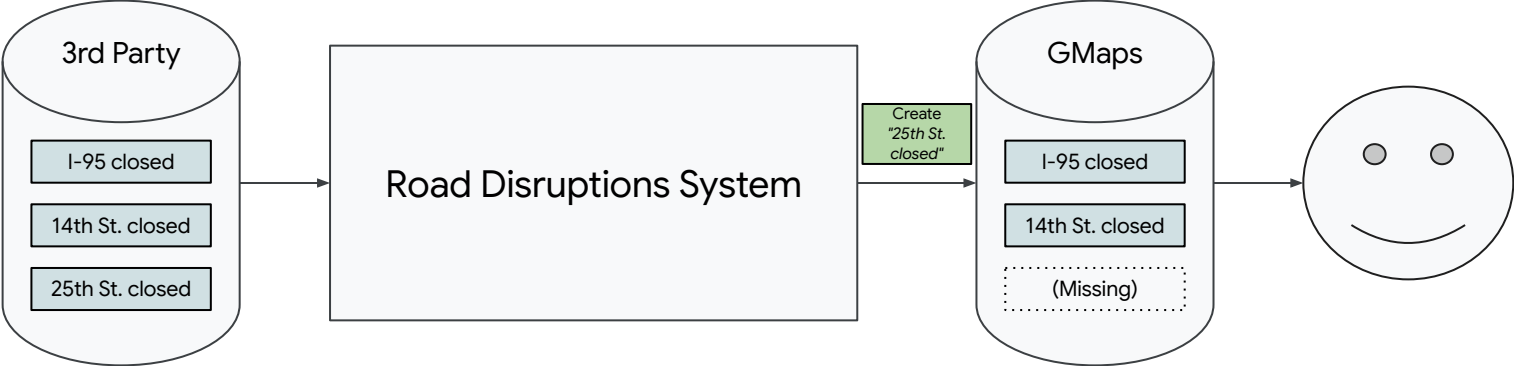 3rd Party
I-95 closed
14th St. closed
25th St. closed
Road Disruptions System
Create
"25th St.
closed"
GMaps
I-95 closed
14th St. closed
(Missing)